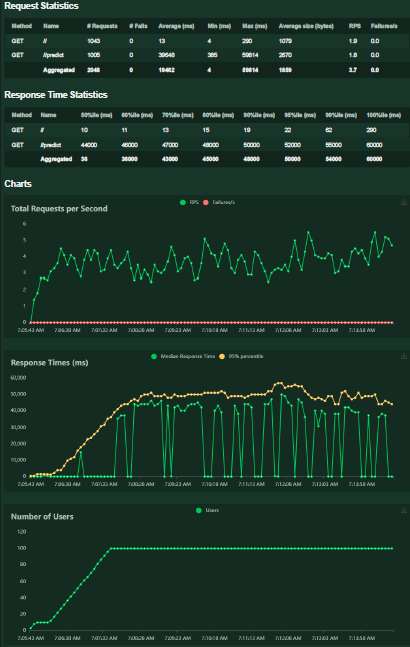 Request Statistics
Method Name # Requests # Fails Average (ms) Min (ms) Max (ms) Average size (bytes) RPS Failures/s
GET // 1043 0 13 4 290 1079 1.9 0.0
GET //predict 1005 0 39648 385 59814 2670 1.8 0.0
Aggregated 2048 0 19462 4 59814 1859 3.7 0.0
Response Time Statistics
Method Name 50%ile (ms) 60%ile (ms) 70%ile (ms) 80%ile (ms) 90%ile (ms) 95%ile (ms) 99%ile (ms) 100%ile (ms)
GET // 10 11 13 15 19 22 62 290
GET //predict 44000 46000 47000 48000 50000 52000 55000 60000
Aggregated 36 36000 43000 45000 48000 50000 54000 60000
Charts
RPS Failures/s
Total Requests per Second
6
5
4
3
2
1
0
7:05:43 AM 7:06:38 AM 7:07:33 AM 7:08:28 AM 7:09:23 AM 7:10:18 AM 7:11:13 AM 7:12:08 AM 7:13:03 AM 7:13:58 AM
Median Response Time 95% percentile
Response Times (ms)
60,000
50,000
40,000
30,000
20,000
10,000
0
7:05:43 AM 7:06:38 AM 7:07:33 AM 7:08:28 AM 7:09:23 AM 7:10:18 AM 7:11:13 AM 7:12:08 AM 7:13:03 AM 7:13:58 AM
Users
Number of Users
120
100
80
60
40
20
0
7:05:43 AM 7:06:38 AM 7:07:33 AM 7:08:28 AM 7:09:23 AM 7:10:18 AM 7:11:13 AM 7:12:08 AM 7:13:03 AM 7:13:58 AM